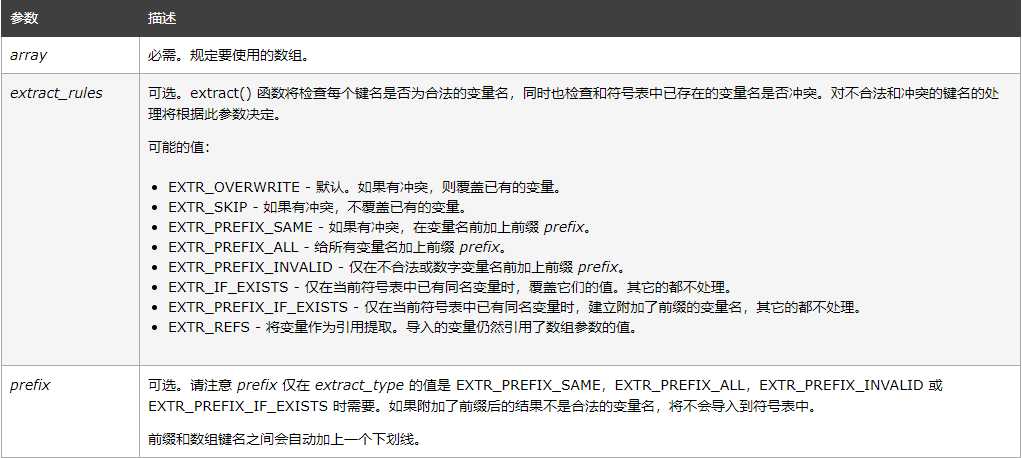 参数 描述
array 必需。规定要使用的数组。
extract_rules 可选。extract() 函数将检查每个键名是否为合法的变量名，同时也检查和符号表中已存在的变量名是否冲突。对不合法和冲突的键名的处
理将根据此参数决定。
可能的值：
• EXTR_OVERWRITE - 默认。如果有冲突，则覆盖已有的变量。
• EXTR_SKIP - 如果有冲突，不覆盖已有的变量。
• EXTR_PREFIX_SAME - 如果有冲突，在变量名前加上前缀 prefix。
• EXTR_PREFIX_ALL - 给所有变量名加上前缀 prefix。
• EXTR_PREFIX_INVALID - 仅在不合法或数字变量名前加上前缀 prefix。
• EXTR_IF_EXISTS - 仅在当前符号表中已有同名变量时，覆盖它们的值。其它的都不处理。
• EXTR_PREFIX_IF_EXISTS - 仅在当前符号表中已有同名变量时，建立附加了前缀的变量名，其它的都不处理。
• EXTR_REFS - 将变量作为引用提取。导入的变量仍然引用了数组参数的值。
prefix 可选。请注意 prefix 仅在 extract_type 的值是 EXTR_PREFIX_SAME，EXTR_PREFIX_ALL，EXTR_PREFIX_INVALID 或
EXTR_PREFIX_IF_EXISTS 时需要。如果附加了前缀后的结果不是合法的变量名，将不会导入到符号表中。
前缀和数组键名之间会自动加上一个下划线。